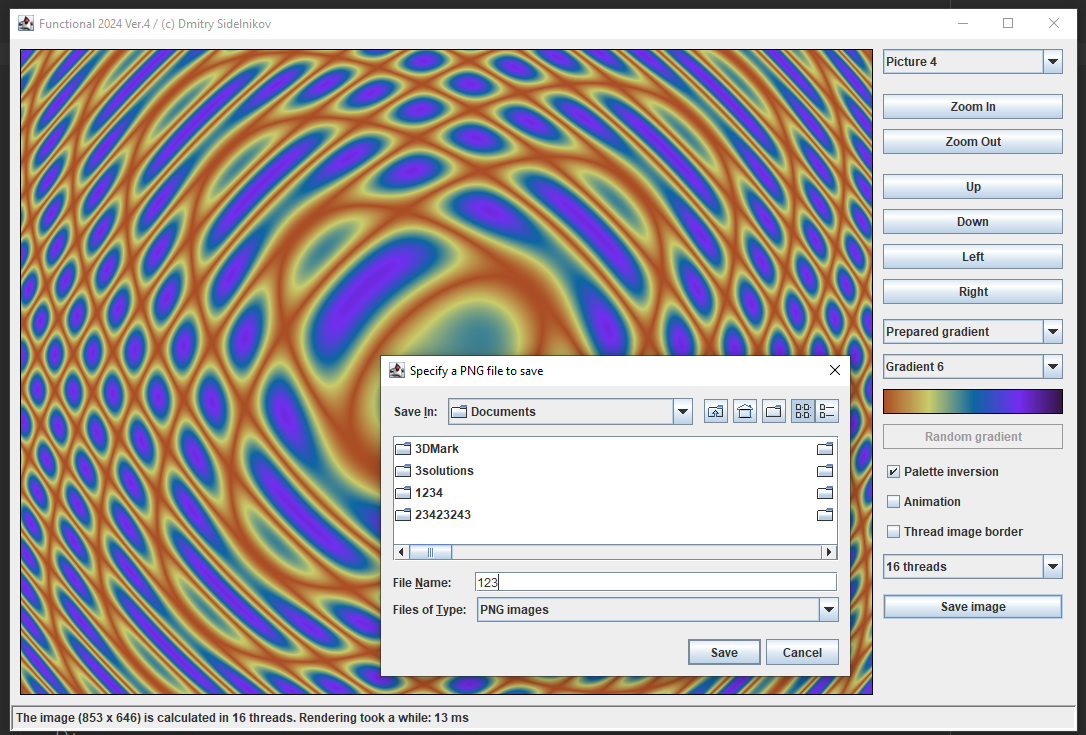 Functional 2024 Ver.4 / (c) Dmitry Sidelnikov
Picture 4
Zoom In
Zoom Out
Up
Down
Left
Right
Prepared gradient
Gradient 6
Random gradient
Palette inversion
Animation
Thread image border
16 threads
Save image
Specify a PNG file to save
Save In: Documents
3DMark
3solutions
1234
23423243
File Name: 123
Files of Type: PNG images
Save Cancel
The image (853 x 646) is calculated in 16 threads. Rendering took a while: 13 ms